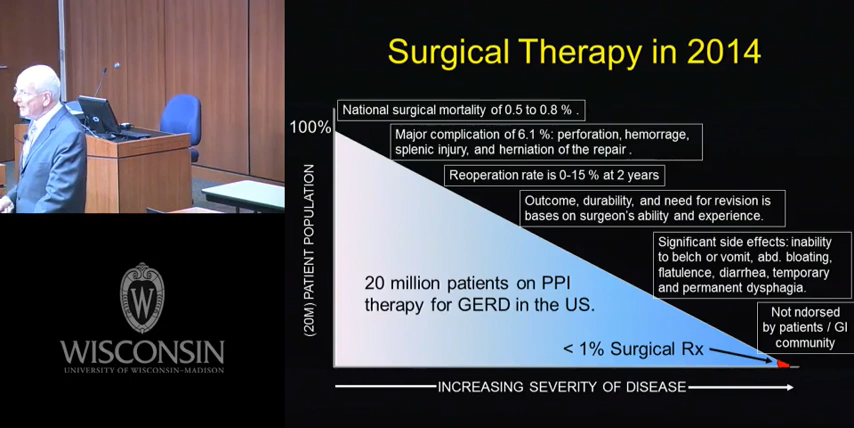 Surgical Therapy in 2014
National surgical mortality of 0.5 to 0.8 % .
100%
Major complication of 6.1 %: perforation, hemorrhage,
splenic injury, and herniation of the repair .
Reoperation rate is 0-15 % at 2 years
Outcome, durability, and need for revision is
bases on surgeon's ability and experience.
Significant side effects: inability
to belch or vomit, abd. bloating,
flatulence, diarrhea, temporary
and permanent dysphagia.
(20M) PATIENT POPULATION
20 million patients on PPI
therapy for GERD in the US.
Not ndorsed
by patients / GI
community
< 1% Surgical Rx
INCREASING SEVERITY OF DISEASE
W
WISCONSIN
UNIVERSITY OF WISCONSIN–MADISON